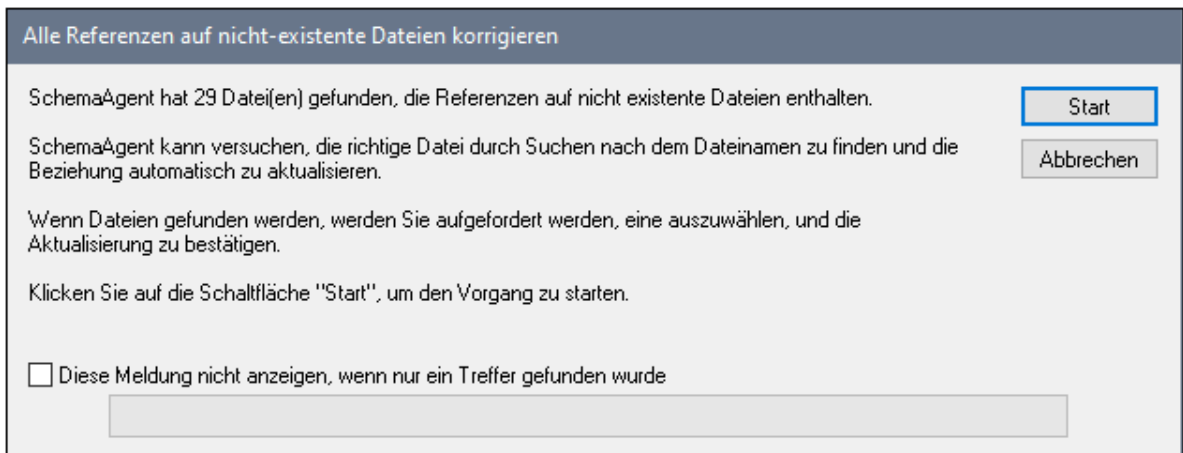 Alle Referenzen auf nicht-existente Dateien korrigieren
SchemaAgent hat 29 Datei(en) gefunden, die Referenzen auf nicht existente Dateien enthalten.
Start
SchemaAgent kann versuchen, die richtige Datei durch Suchen nach dem Dateinamen zu finden und die
Beziehung automatisch zu aktualisieren.
Abbrechen
Wenn Dateien gefunden werden, werden Sie aufgefordert werden, eine auszuwählen, und die
Aktualisierung zu bestätigen.
Klicken Sie auf die Schaltfläche "Start", um den Vorgang zu starten.
Diese Meldung nicht anzeigen, wenn nur ein Treffer gefunden wurde